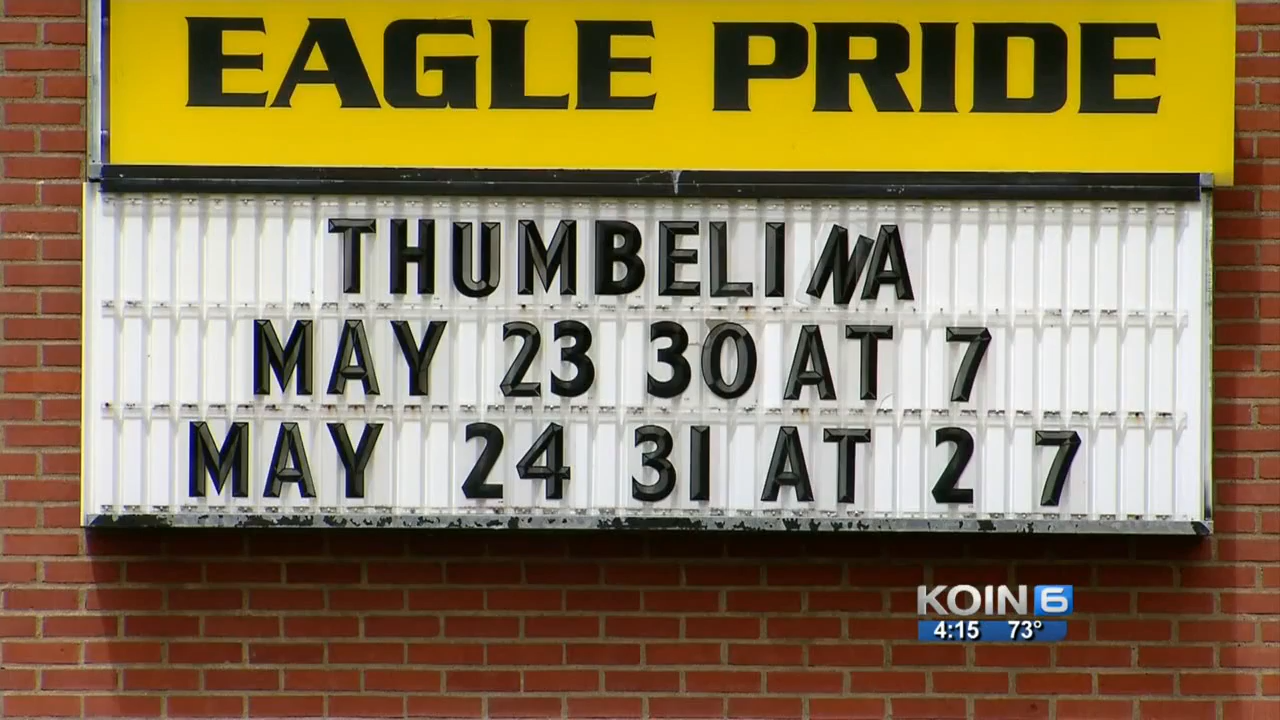 EAGLE PRIDE
THUMBELINA
MAY 23 30 AT 7
MAY 24 31 AT 2 7
KOIN 6
4:15 73°